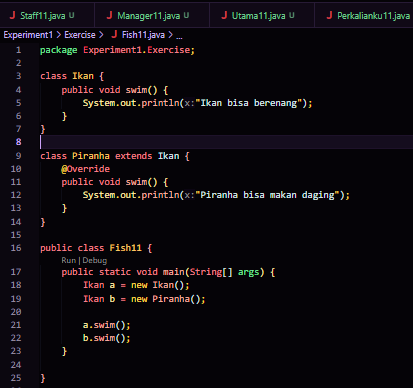 Staff11.java U Manager11.java U Utama11.java U Perkalianku11.java
Experiment1 > Exercise > Fish11.java > ...
1 package Experiment1.Exercise;
2
3 class Ikan {
4 public void swim() {
5 System.out.println(x:"Ikan bisa berenang");
6 }
7 }
8
9 class Piranha extends Ikan {
10 @Override
11 public void swim() {
12 System.out.println(x:"Piranha bisa makan daging");
13 }
14 }
15
16 public class Fish11 {
Run | Debug
17 public static void main(String[] args) {
18 Ikan a = new Ikan();
19 Ikan b = new Piranha();
20
21 a.swim();
22 b.swim();
23 }
24
25 }